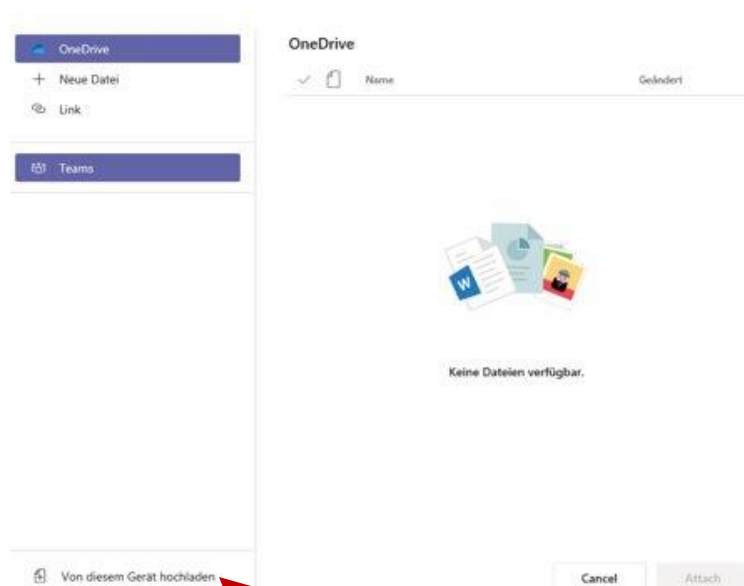 OneDrive
Neue Datei
Link
Teams
Von diesem Gerät hochladen
OneDrive
Name Geändert
W
Keine Dateien verfügbar.
Cancel Attach